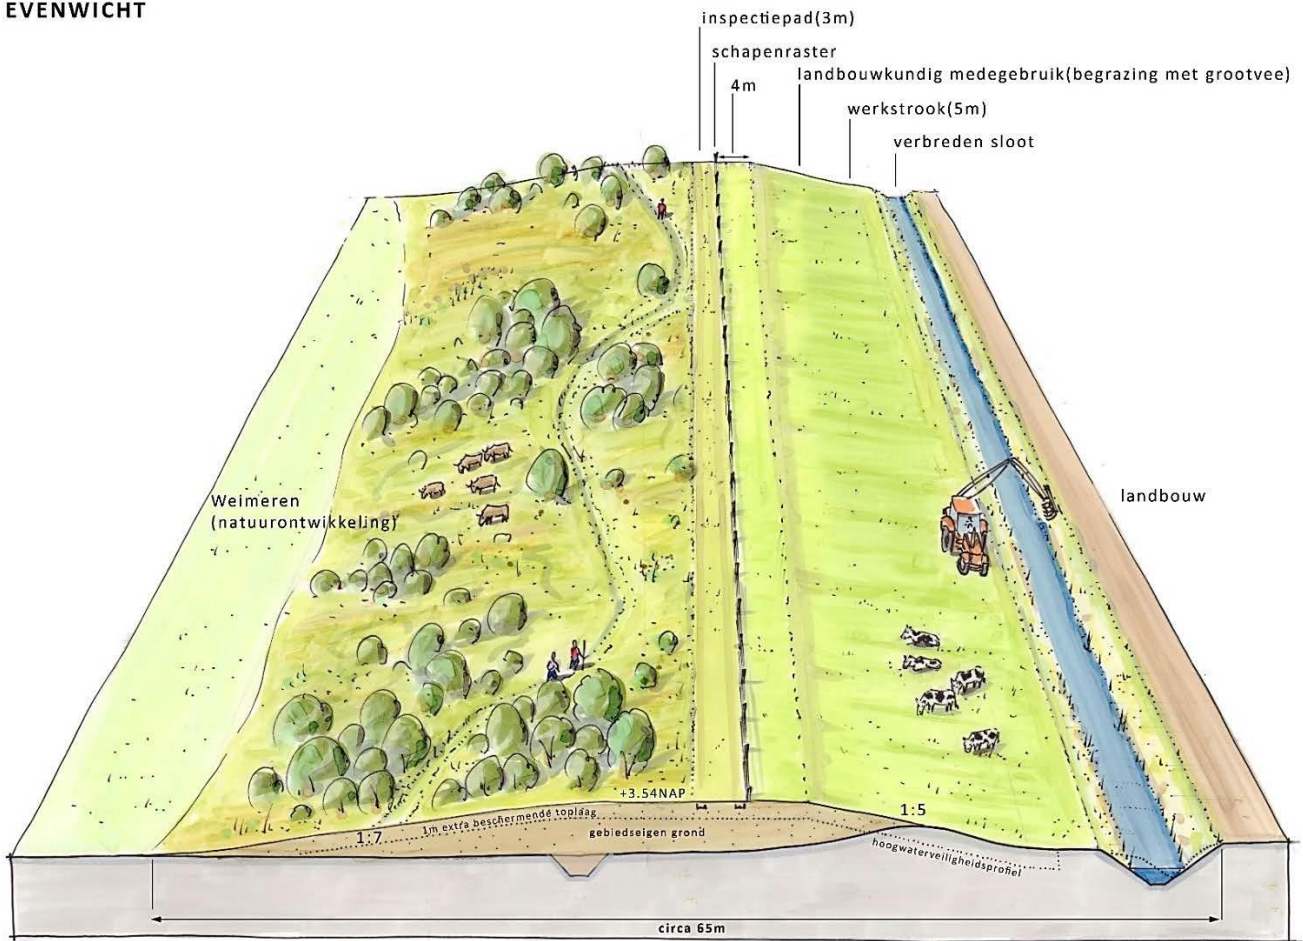 EVENWICHT
inspectiepad(3m)
schapenraster
landbouwkundig medegebruik(begrazing met grootvee)
4m
werkstrook(5m)
verbreden sloot
Weimeren
(natuurontwikkeling)
landbouw
+3.54NAP
1:7
1m extra beschermende toplaag
gebiedseigen grond
1:5
hoogwaterveiligheidsprofiel
circa 65m